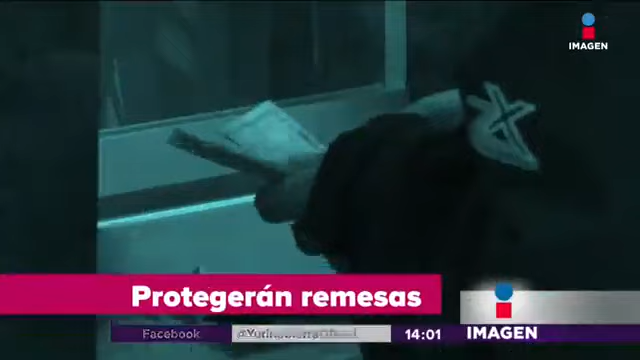 IMAGEN
Protegerán remesas
Facebook
14:01
IMAGEN